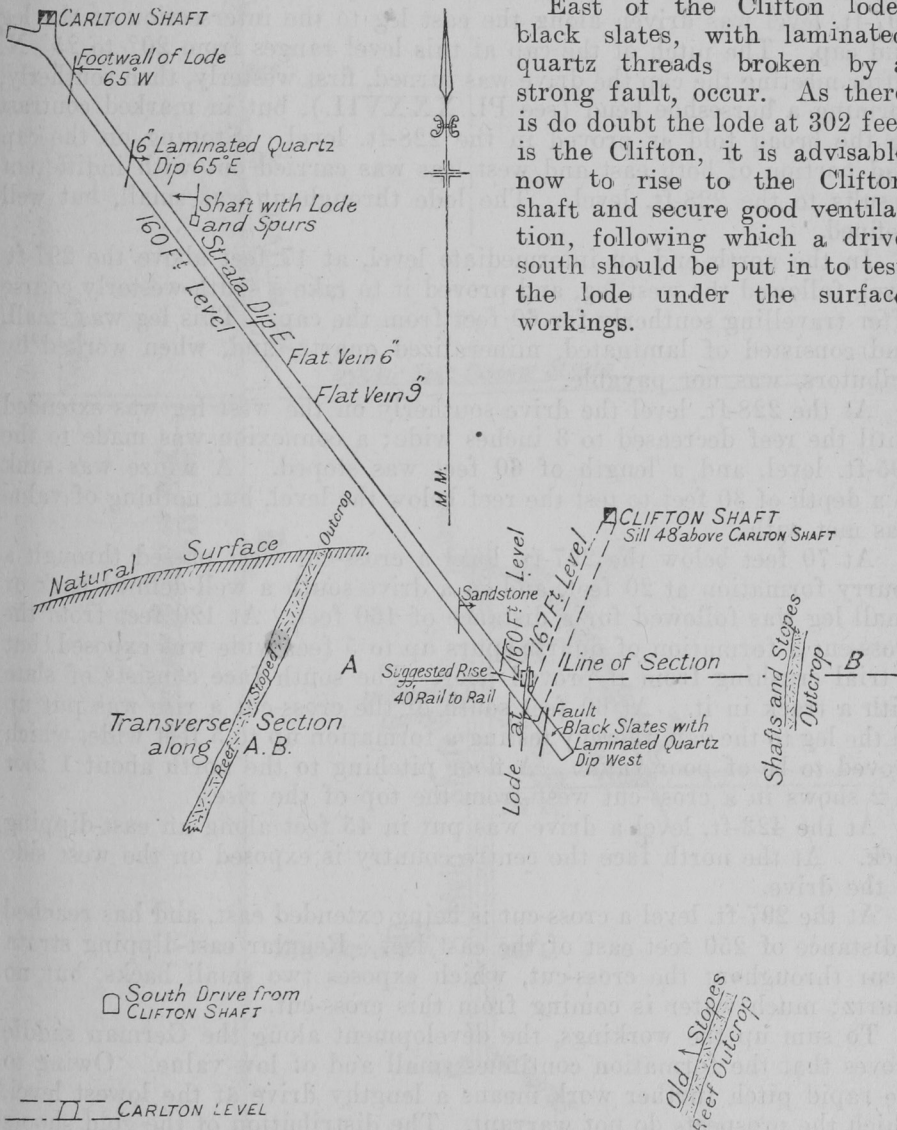 East of the Clifton lode,
black slates, with laminated
quartz threads broken by a
strong fault, occur. As there
is do doubt the lode at 302 feet
is the Clifton, it is advisable
now to rise to the Clifton
shaft and secure good ventila-
tion, following which a drive
south should be put in to test
the lode under the surface
workings.
CARLTON SHAFT
Footwall of Lode
65°W
6" Laminated Quartz
Dip 65°E
Shaft with Lode
and Spurs
160 Ft Level
Strata Dip E
Flat Vein 6"
Flat Vein 9"
M.M.
CLIFTON SHAFT
Sill 48' above CARLTON SHAFT
Natural Surface
Outcrop
Stoped
Reef
Transverse Section
along A.B.
A
Suggested Rise
40' Rail to Rail
Sandstone
Lode at 160 Ft Level
167 Ft Level
Line of Section
B
Fault
Black Slates with
Laminated Quartz
Dip West
Shafts and Stopes
Outcrop
South Drive from
CLIFTON SHAFT
CARLTON LEVEL
Old Stopes
Reef Outcrop